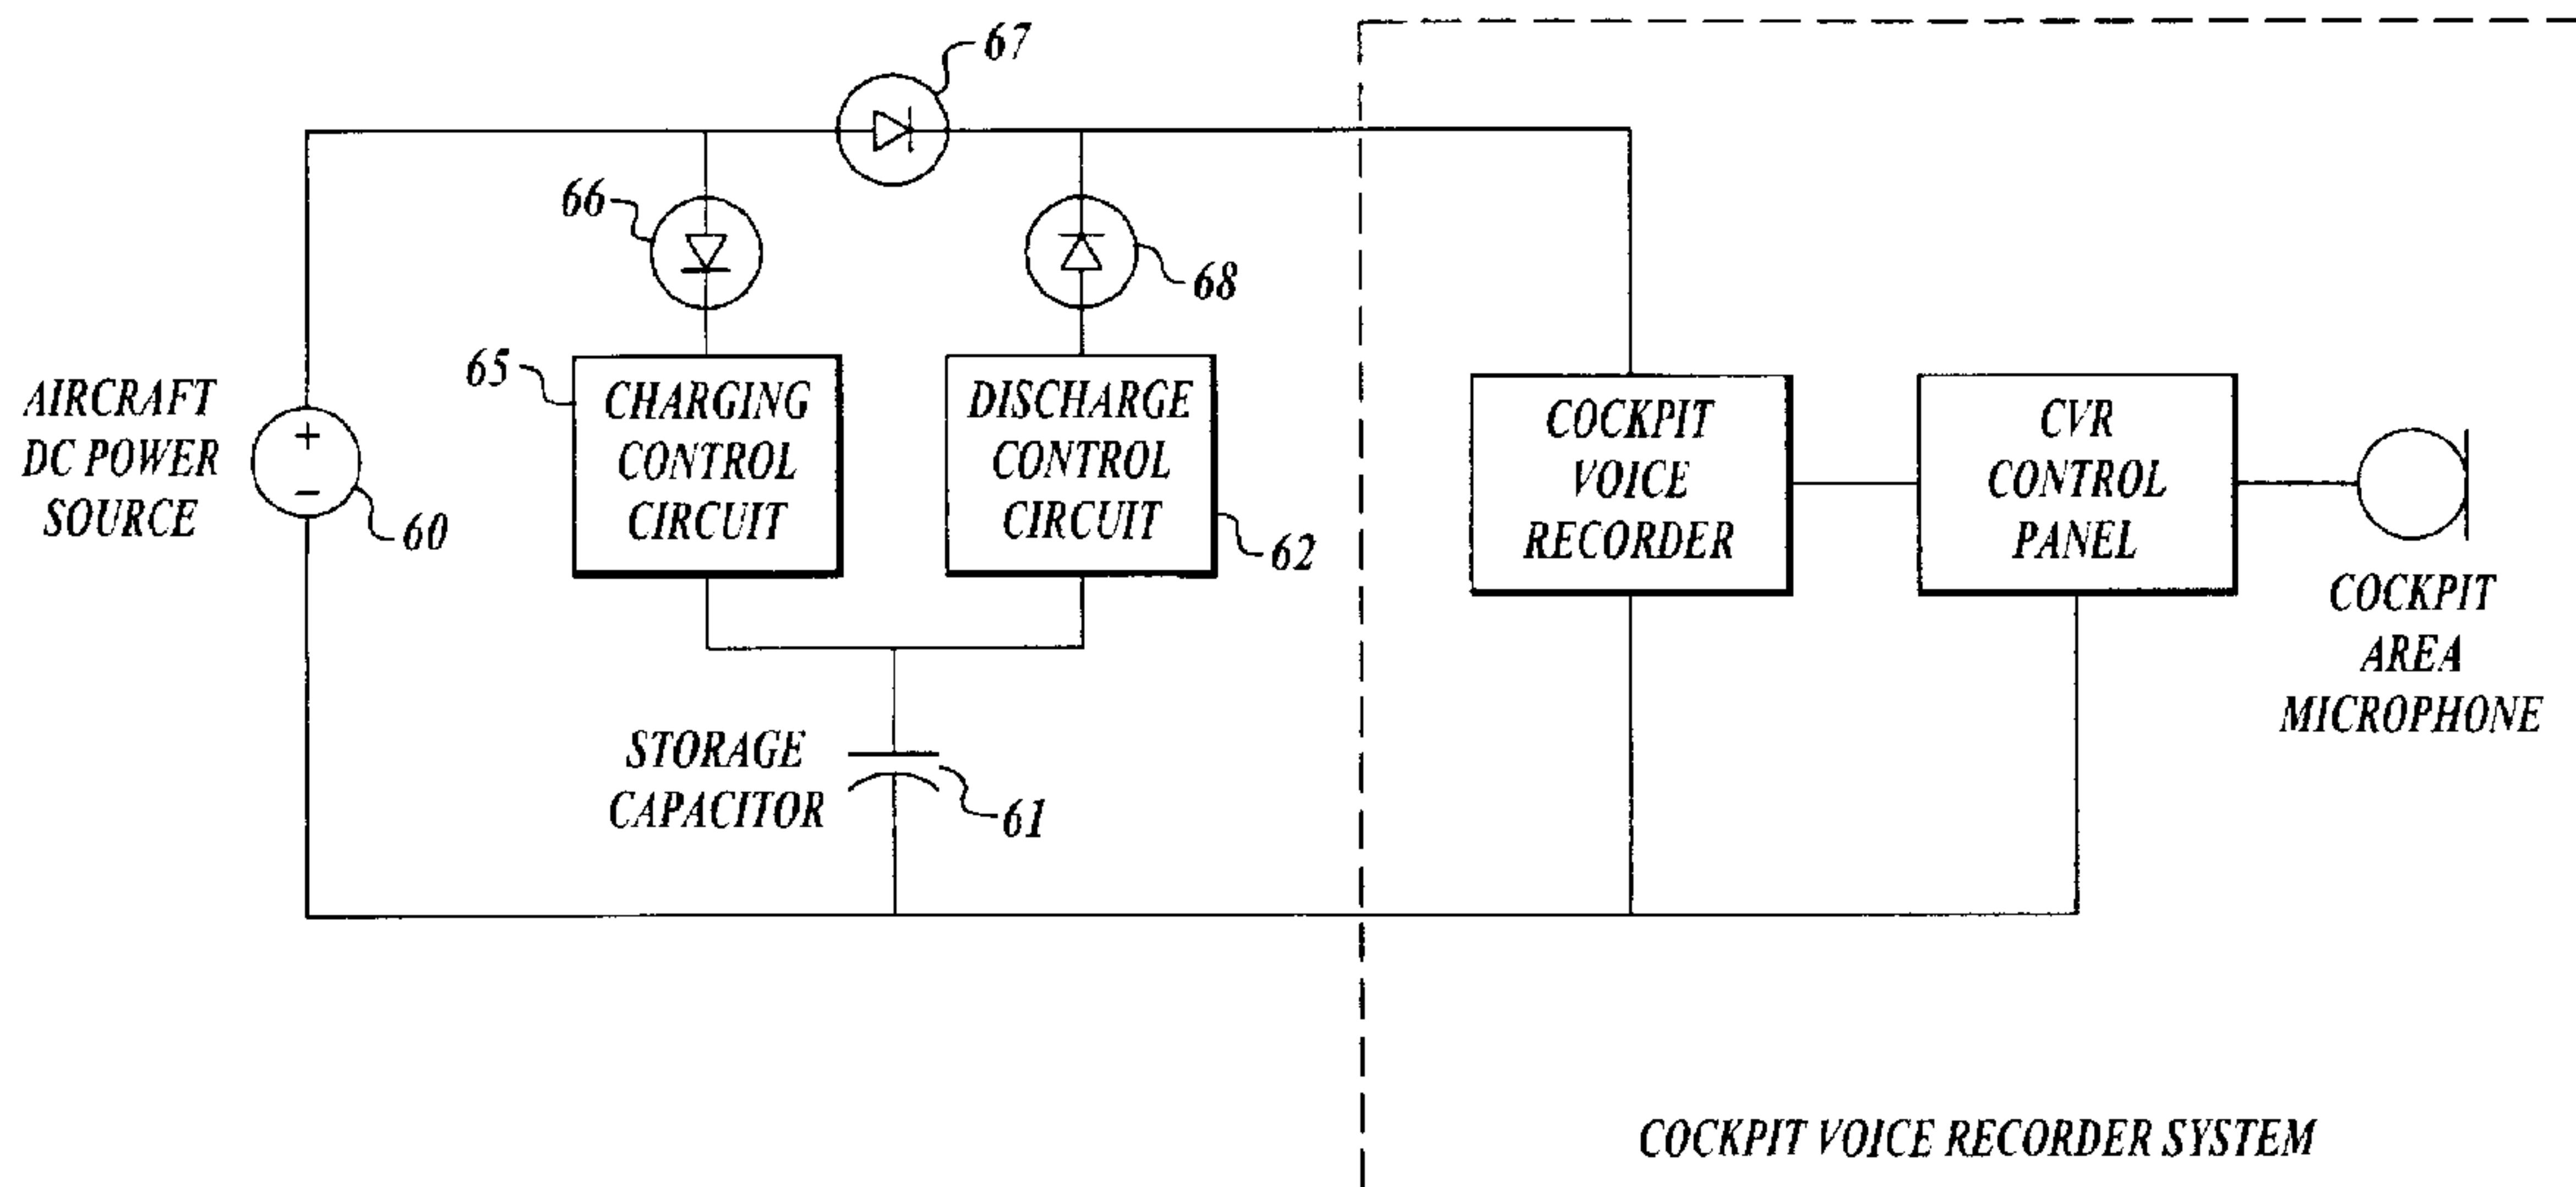 67
66
68
AIRCRAFT
DC POWER
SOURCE
+
−
60
65
CHARGING
CONTROL
CIRCUIT
DISCHARGE
CONTROL
CIRCUIT
62
COCKPIT
VOICE
RECORDER
CVR
CONTROL
PANEL
COCKPIT
AREA
MICROPHONE
STORAGE
CAPACITOR
61
COCKPIT VOICE RECORDER SYSTEM